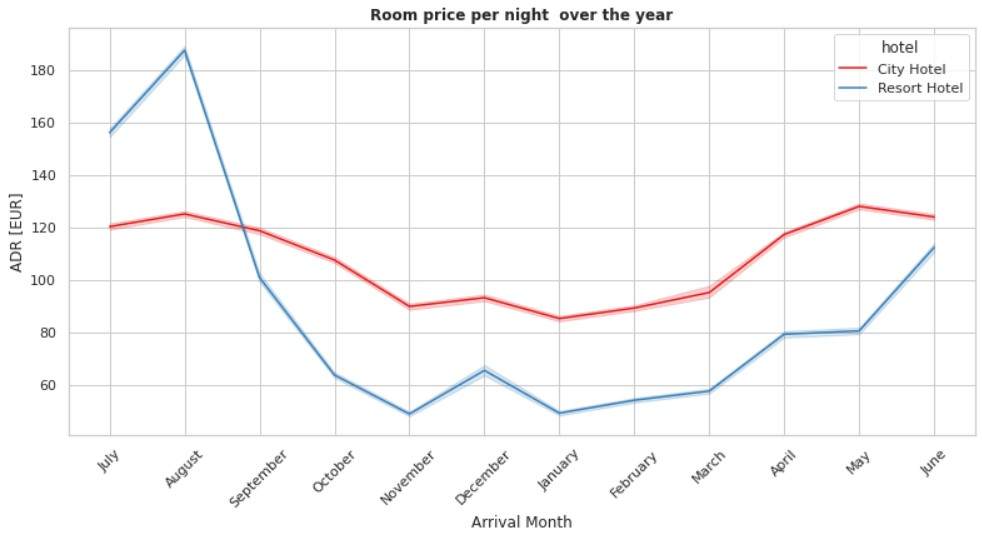 Room price per night  over the year
hotel
City Hotel
Resort Hotel
ADR [EUR]
180
160
140
120
100
80
60
July
August
September
October
November
December
January
February
March
April
May
June
Arrival Month